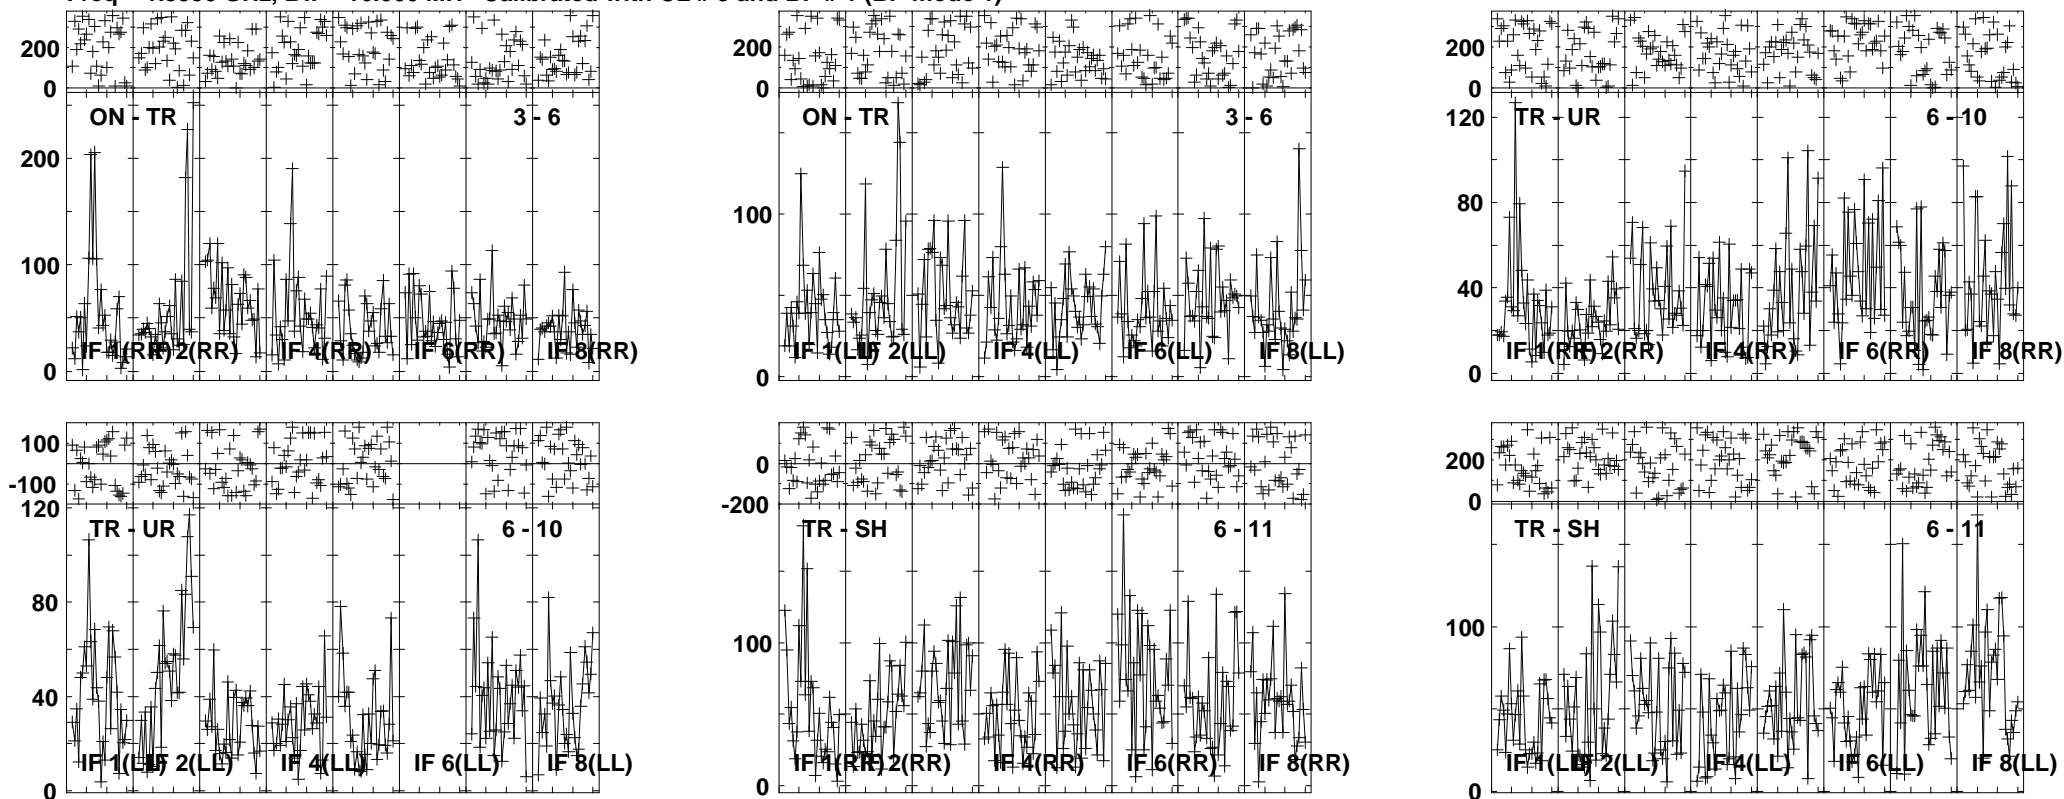 200
0
ON - TR
3 - 6
200
100
0
IF 1(RR)
IF 2(RR)
IF 4(RR)
IF 6(RR)
IF 8(RR)
200
0
ON - TR
3 - 6
100
0
IF 1(LL)
IF 2(LL)
IF 4(LL)
IF 6(LL)
IF 8(LL)
200
0
TR - UR
6 - 10
120
80
40
0
IF 1(RR)
IF 2(RR)
IF 4(RR)
IF 6(RR)
IF 8(RR)
100
-100
120
TR - UR
6 - 10
80
40
0
IF 1(LL)
IF 2(LL)
IF 4(LL)
IF 6(LL)
IF 8(LL)
0
-200
TR - SH
6 - 11
100
0
IF 1(RR)
IF 2(RR)
IF 4(RR)
IF 6(RR)
IF 8(RR)
200
0
TR - SH
6 - 11
100
0
IF 1(LL)
IF 2(LL)
IF 4(LL)
IF 6(LL)
IF 8(LL)